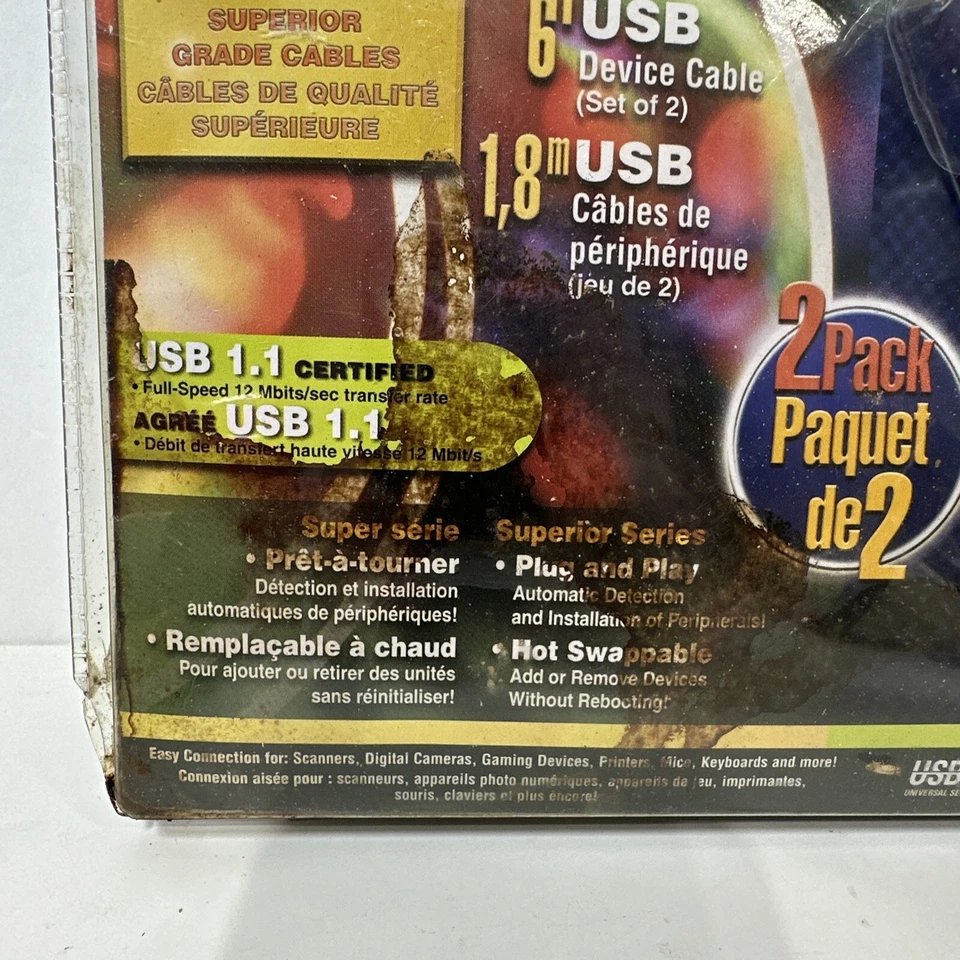 SUPERIOR
GRADE CABLES
CÂBLES DE QUALITÉ
SUPÉRIEURE
6' USB
Device Cable
(Set of 2)
1,8m USB
Câbles de
périphérique
(jeu de 2)
2 Pack
Paquet
de 2
USB 1.1 CERTIFIED
• Full-Speed 12 Mbits/sec transfer rate
AGRÉÉ USB 1.1
• Débit de transfert haute vitesse 12 Mbit/s
Super série
• Prêt-à-tourner
Détection et installation
automatiques de périphériques!
• Remplaçable à chaud
Pour ajouter ou retirer des unités
sans réinitialiser!
Superior Series
• Plug and Play
Automatic Detection
and Installation of Peripherals!
• Hot Swappable
Add or Remove Devices
Without Rebooting!
Easy Connection for: Scanners, Digital Cameras, Gaming Devices, Printers, Mice, Keyboards and more!
Connexion aisée pour : scanneurs, appareils photo numériques, appareils de jeu, imprimantes,
souris, claviers et plus encore!
USB
UNIVERSAL SE